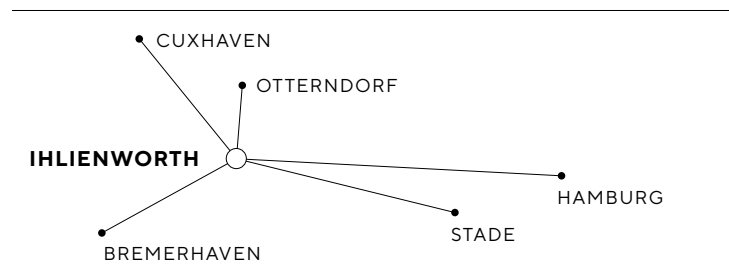 CUXHAVEN
OTTERNDORF
IHLIENWORTH
HAMBURG
STADE
BREMERHAVEN